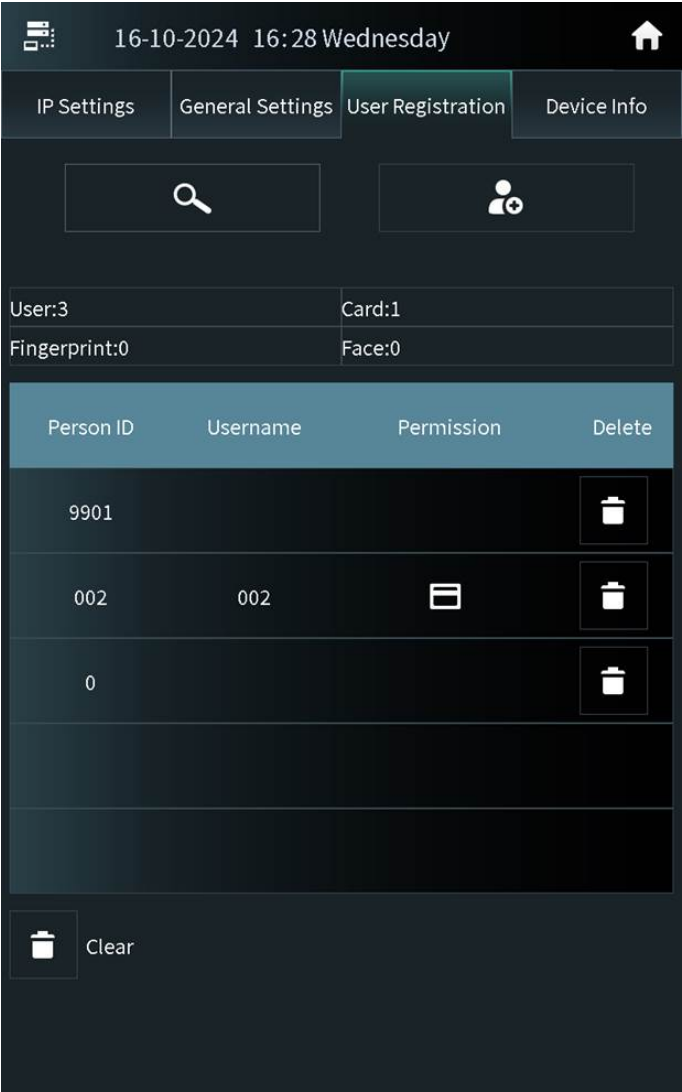 16-10-2024 16:28 Wednesday
IP Settings General Settings User Registration Device Info
User:3 Card:1
Fingerprint:0 Face:0
Person ID Username Permission Delete
9901
002 002
0
Clear